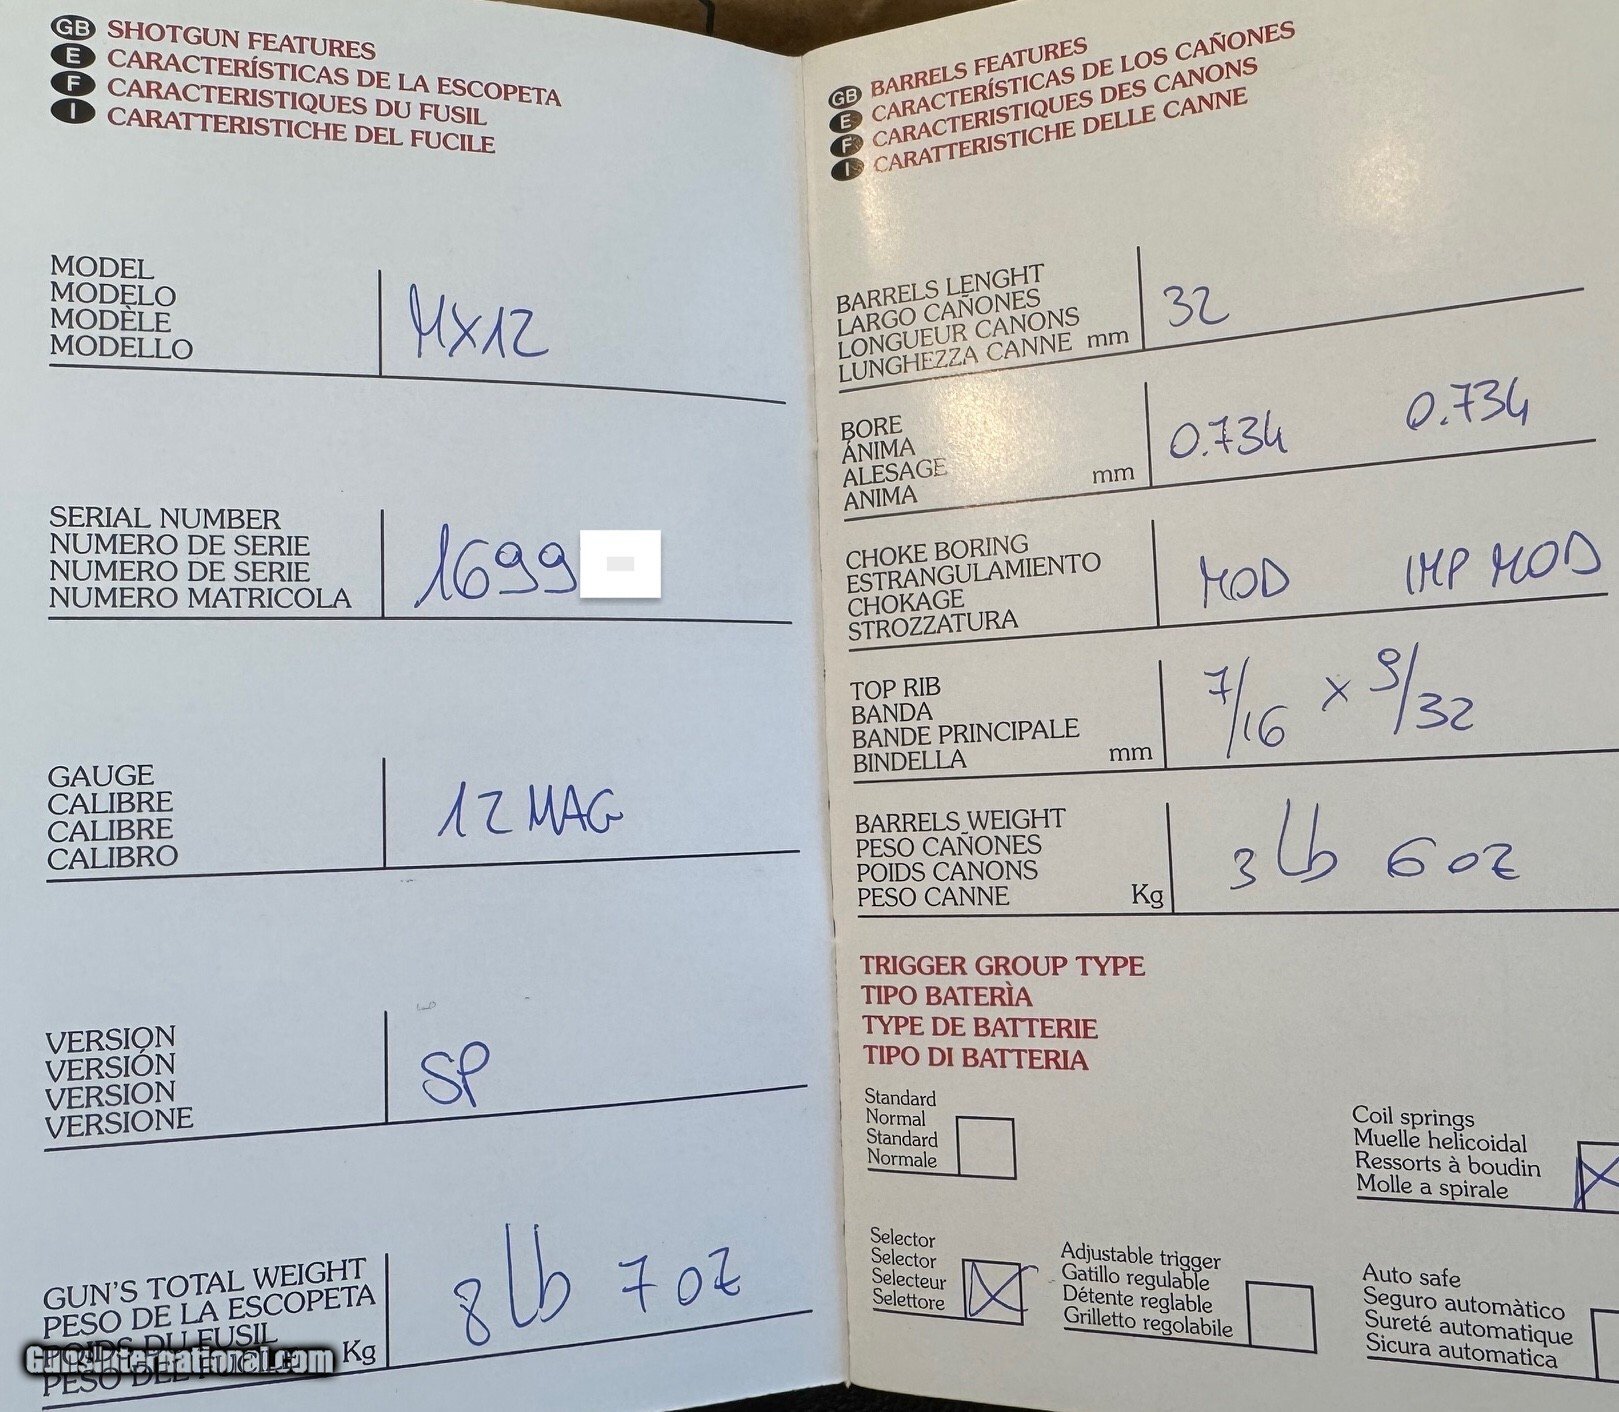 GB SHOTGUN FEATURES
E CARACTERÍSTICAS DE LA ESCOPETA
F CARACTERISTIQUES DU FUSIL
I CARATTERISTICHE DEL FUCILE
MODEL
MODELO
MODÈLE
MODELLO
MX12
SERIAL NUMBER
NUMERO DE SERIE
NUMERO DE SERIE
NUMERO MATRICOLA
1699
GAUGE
CALIBRE
CALIBRE
CALIBRO
12 MAG
VERSION
VERSIÓN
VERSION
VERSIONE
SP
GUN'S TOTAL WEIGHT
PESO DE LA ESCOPETA
POIDS DU FUSIL
PESO DEL FUCILE
Kg
8 lb 7 oz
GunsInternational.com
GB BARRELS FEATURES
E CARACTERÍSTICAS DE LOS CAÑONES
F CARACTERISTIQUES DES CANONS
I CARATTERISTICHE DELLE CANNE
BARRELS LENGHT
LARGO CAÑONES
LONGUEUR CANONS
LUNGHEZZA CANNE mm
32
BORE
ÁNIMA
ALESAGE
ANIMA
mm
0.734 0.734
CHOKE BORING
ESTRANGULAMIENTO
CHOKAGE
STROZZATURA
MOD IMP MOD
TOP RIB
BANDA
BANDE PRINCIPALE
BINDELLA
mm
7/16 x 9/32
BARRELS WEIGHT
PESO CAÑONES
POIDS CANONS
PESO CANNE
Kg
3 lb 6 oz
TRIGGER GROUP TYPE
TIPO BATERÌA
TYPE DE BATTERIE
TIPO DI BATTERIA
Standard
Normal
Standard
Normale
Coil springs
Muelle helicoidal
Ressorts à boudin
Molle a spirale
Selector
Selector
Selecteur
Selettore
Adjustable trigger
Gatillo regulable
Détente reglable
Grilletto regolabile
Auto safe
Seguro automàtico
Sureté automatique
Sicura automatica